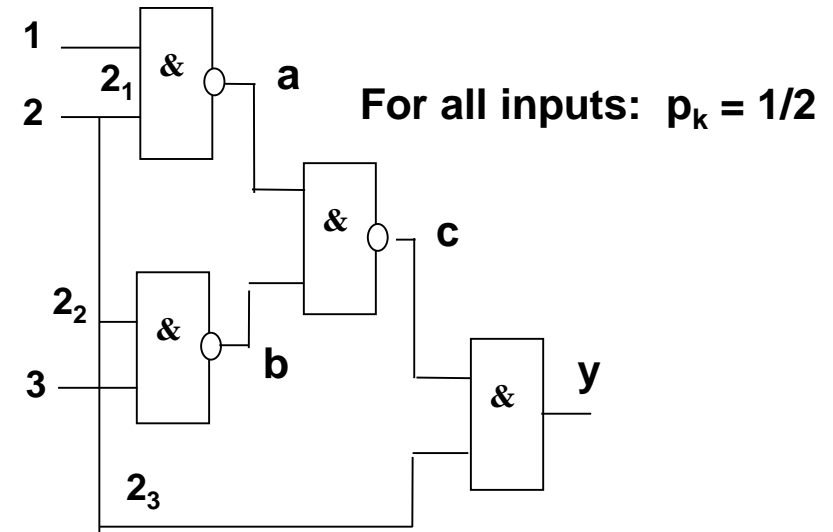 1
&
2₁
a
2
For all inputs: pₖ = 1/2
&
c
2₂
&
b
3
y
&
2₃